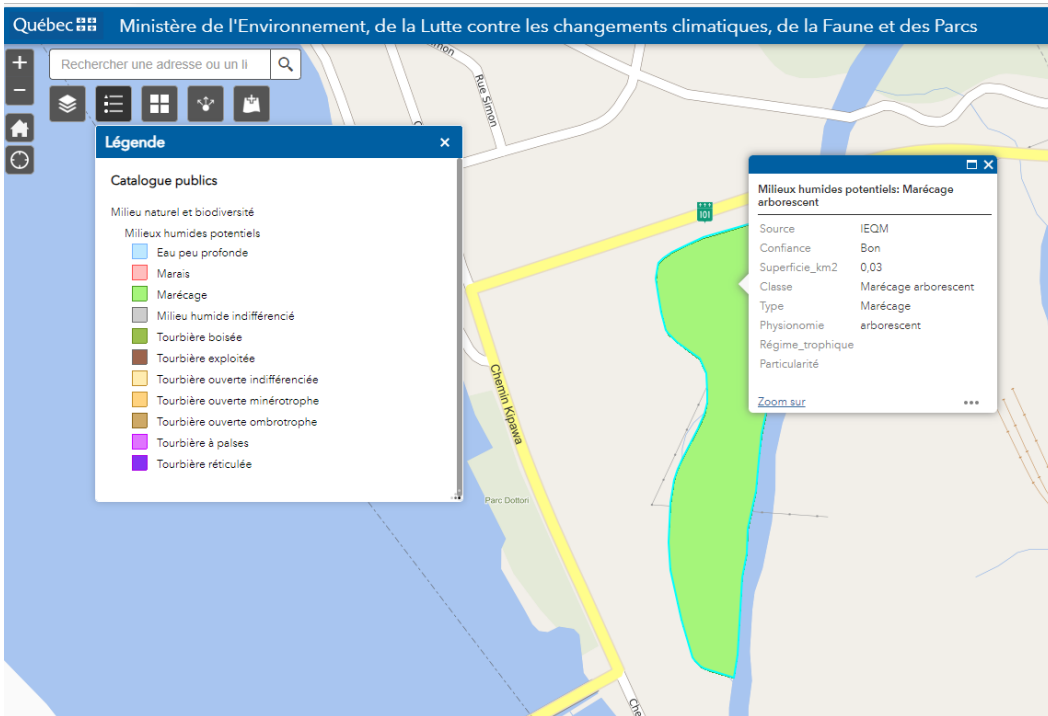 Québec
Ministère de l'Environnement, de la Lutte contre les changements climatiques, de la Faune et des Parcs
Rechercher une adresse ou un li
Rue Simon
Légende
Catalogue publics
Milieu naturel et biodiversité
Milieux humides potentiels
Eau peu profonde
Marais
Marécage
Milieu humide indifférencié
Tourbière boisée
Tourbière exploitée
Tourbière ouverte indifférenciée
Tourbière ouverte minérotrophe
Tourbière ouverte ombrotrophe
Tourbière à palses
Tourbière réticulée
101
Milieux humides potentiels: Marécage
arborescent
Source IEQM
Confiance Bon
Superficie_km2 0,03
Classe Marécage arborescent
Type Marécage
Physionomie arborescent
Régime_trophique
Particularité
Zoom sur
Chemin Kipawa
Parc Dottori
Che